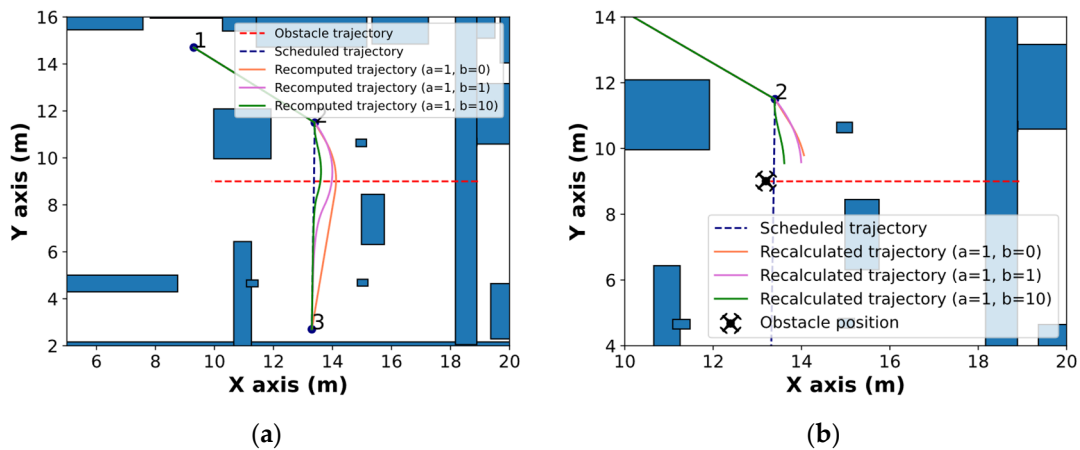 16
14
12
10
8
6
4
2
Y axis (m)
6 8 10 12 14 16 18 20
X axis (m)
1
2
3
Obstacle trajectory
Scheduled trajectory
Recomputed trajectory (a=1, b=0)
Recomputed trajectory (a=1, b=1)
Recomputed trajectory (a=1, b=10)
(a)
14
12
10
8
6
4
Y axis (m)
10 12 14 16 18 20
X axis (m)
2
Scheduled trajectory
Recalculated trajectory (a=1, b=0)
Recalculated trajectory (a=1, b=1)
Recalculated trajectory (a=1, b=10)
Obstacle position
(b)